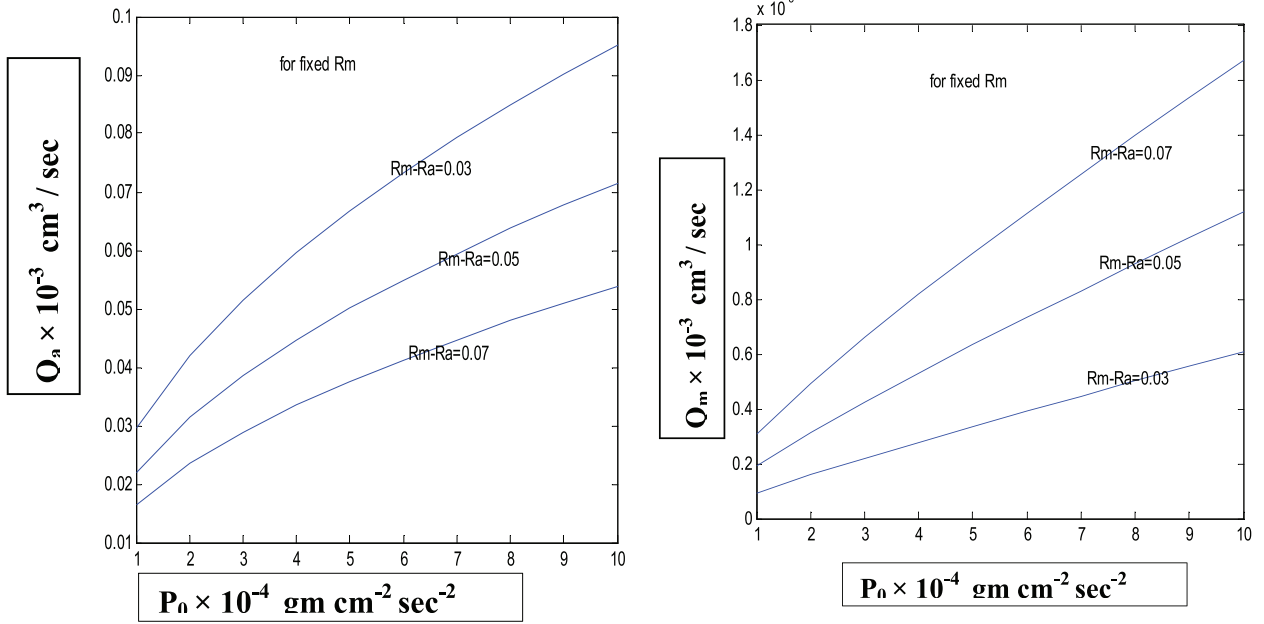 0.1
0.09
0.08
0.07
0.06
0.05
0.04
0.03
0.02
0.01
1 2 3 4 5 6 7 8 9 10
for fixed Rm
Rm-Ra=0.03
Rm-Ra=0.05
Rm-Ra=0.07
Qₐ × 10⁻³ cm³ / sec
P₀ × 10⁻⁴ gm cm⁻² sec⁻²
x 10
1.8
1.6
1.4
1.2
1
0.8
0.6
0.4
0.2
0
1 2 3 4 5 6 7 8 9 10
for fixed Rm
Rm-Ra=0.07
Rm-Ra=0.05
Rm-Ra=0.03
Qₘ × 10⁻³ cm³ / sec
P₀ × 10⁻⁴ gm cm⁻² sec⁻²